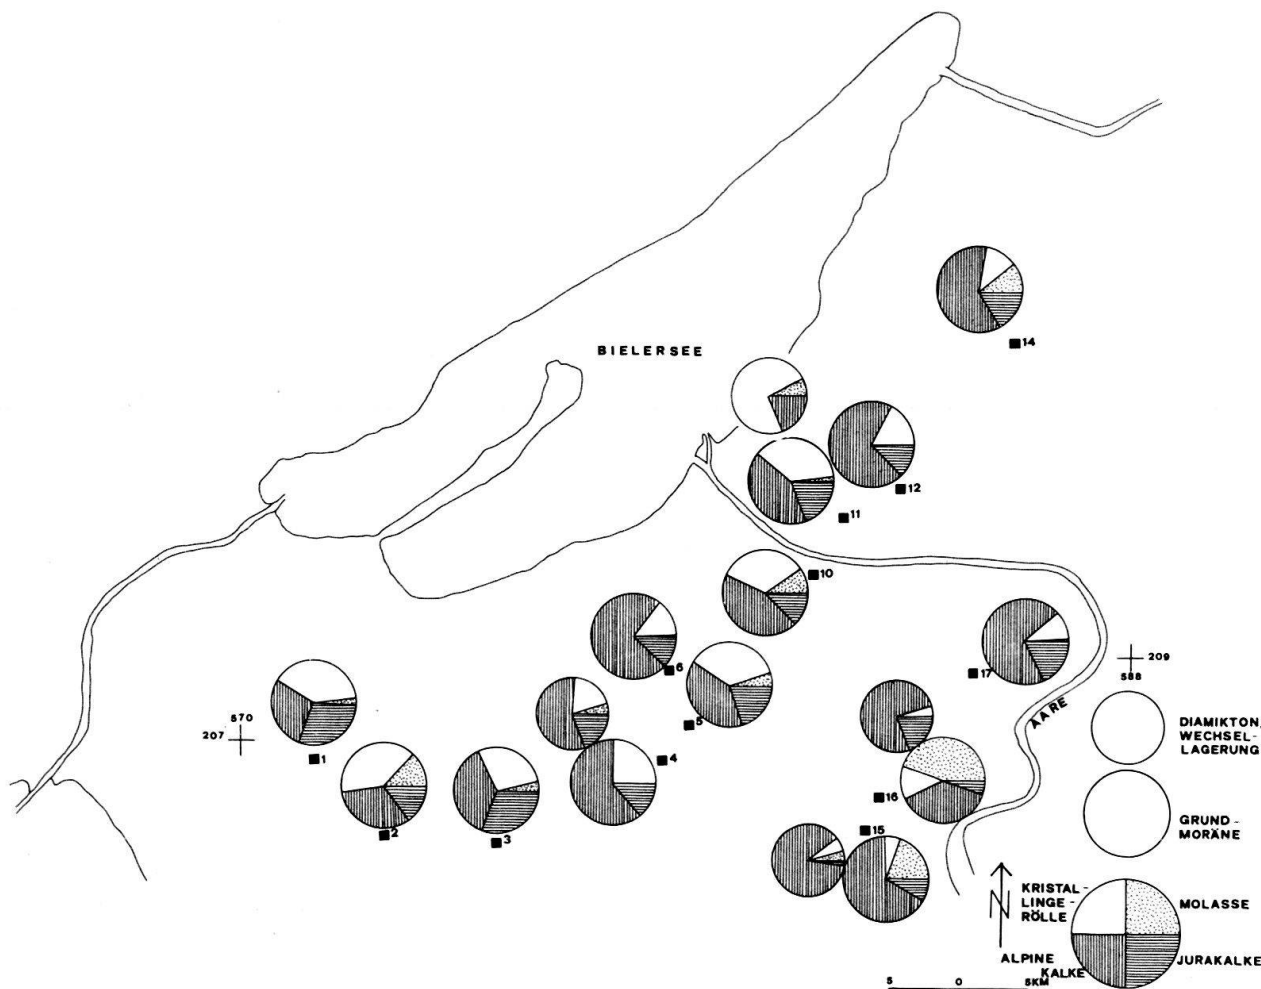 BIELERSEE
14
12
11
10
6
17
209
588
5
AARE
570
207
1
4
2
3
16
15
DIAMIKTON,
WECHSEL-
LAGERUNG
GRUND-
MORÄNE
N
KRISTAL-
LINGE-
RÖLLE
MOLASSE
ALPINE
KALKE
JURAKALKE
5 0 5KM